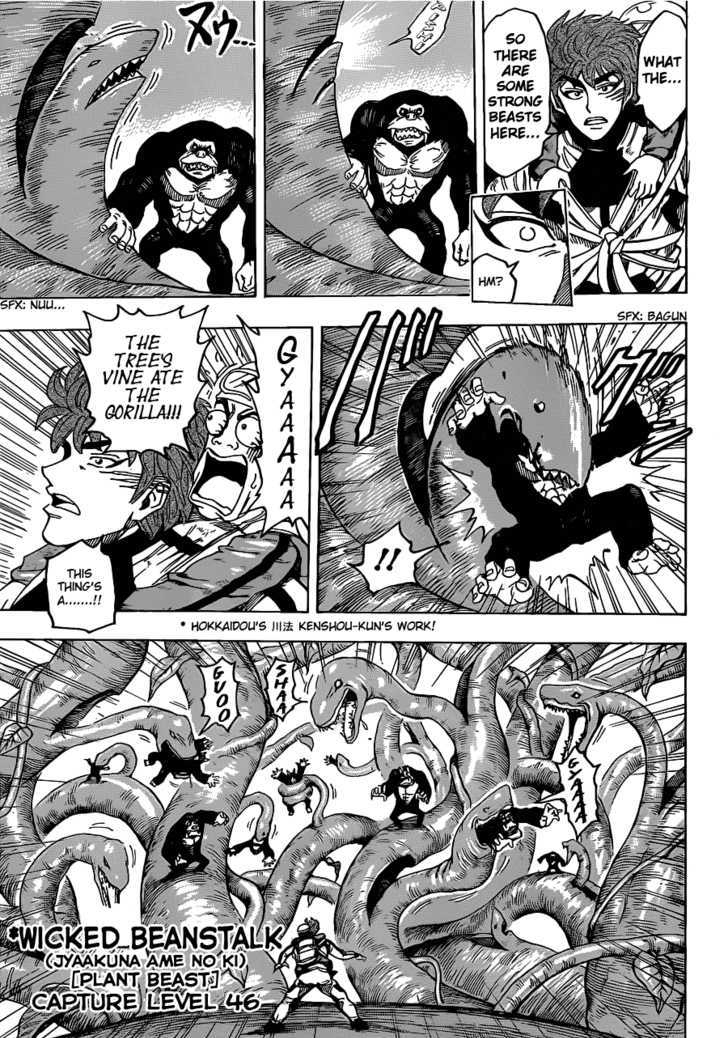 WHAT
THE...
SO
THERE
ARE
SOME
STRONG
BEASTS
HERE...
HM?
ヌゥ...
SFX: NUU...
SFX: BAGUN
!!
GYAAAAAA
THE
TREE'S
VINE ATE
THE
GORILLA!!!
THIS
THING'S
A.......!!
* HOKKAIDOU'S 川法 KENSHOU-KUN'S WORK!
GUOO
SHAA
GYAAA
*WICKED BEANSTALK
(JYAAKUNA AME NO KI)
[PLANT BEAST]
CAPTURE LEVEL 46